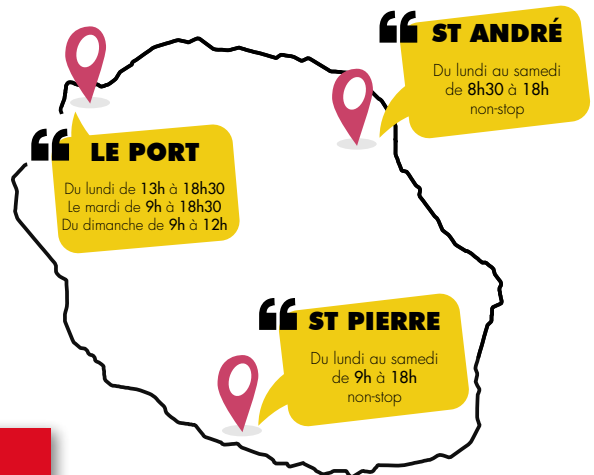 ❝ ST ANDRÉ
Du lundi au samedi
de 8h30 à 18h
non-stop
❝ LE PORT
Du lundi de 13h à 18h30
Le mardi de 9h à 18h30
Du dimanche de 9h à 12h
❝ ST PIERRE
Du lundi au samedi
de 9h à 18h
non-stop